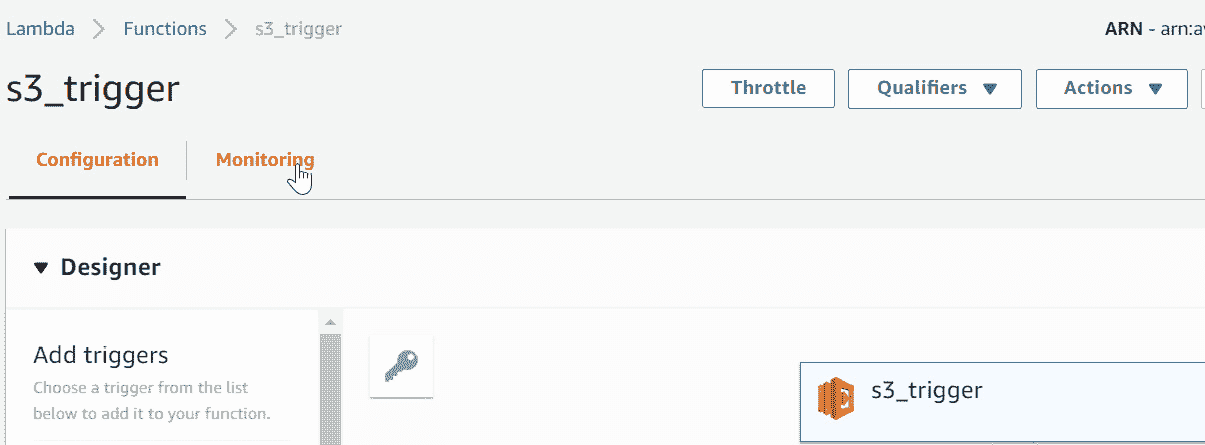 Lambda Functions s3_trigger ARN - arn:a
s3_trigger Throttle Qualifiers Actions
Configuration Monitoring
Designer
Add triggers
Choose a trigger from the list
below to add it to your function.
s3_trigger